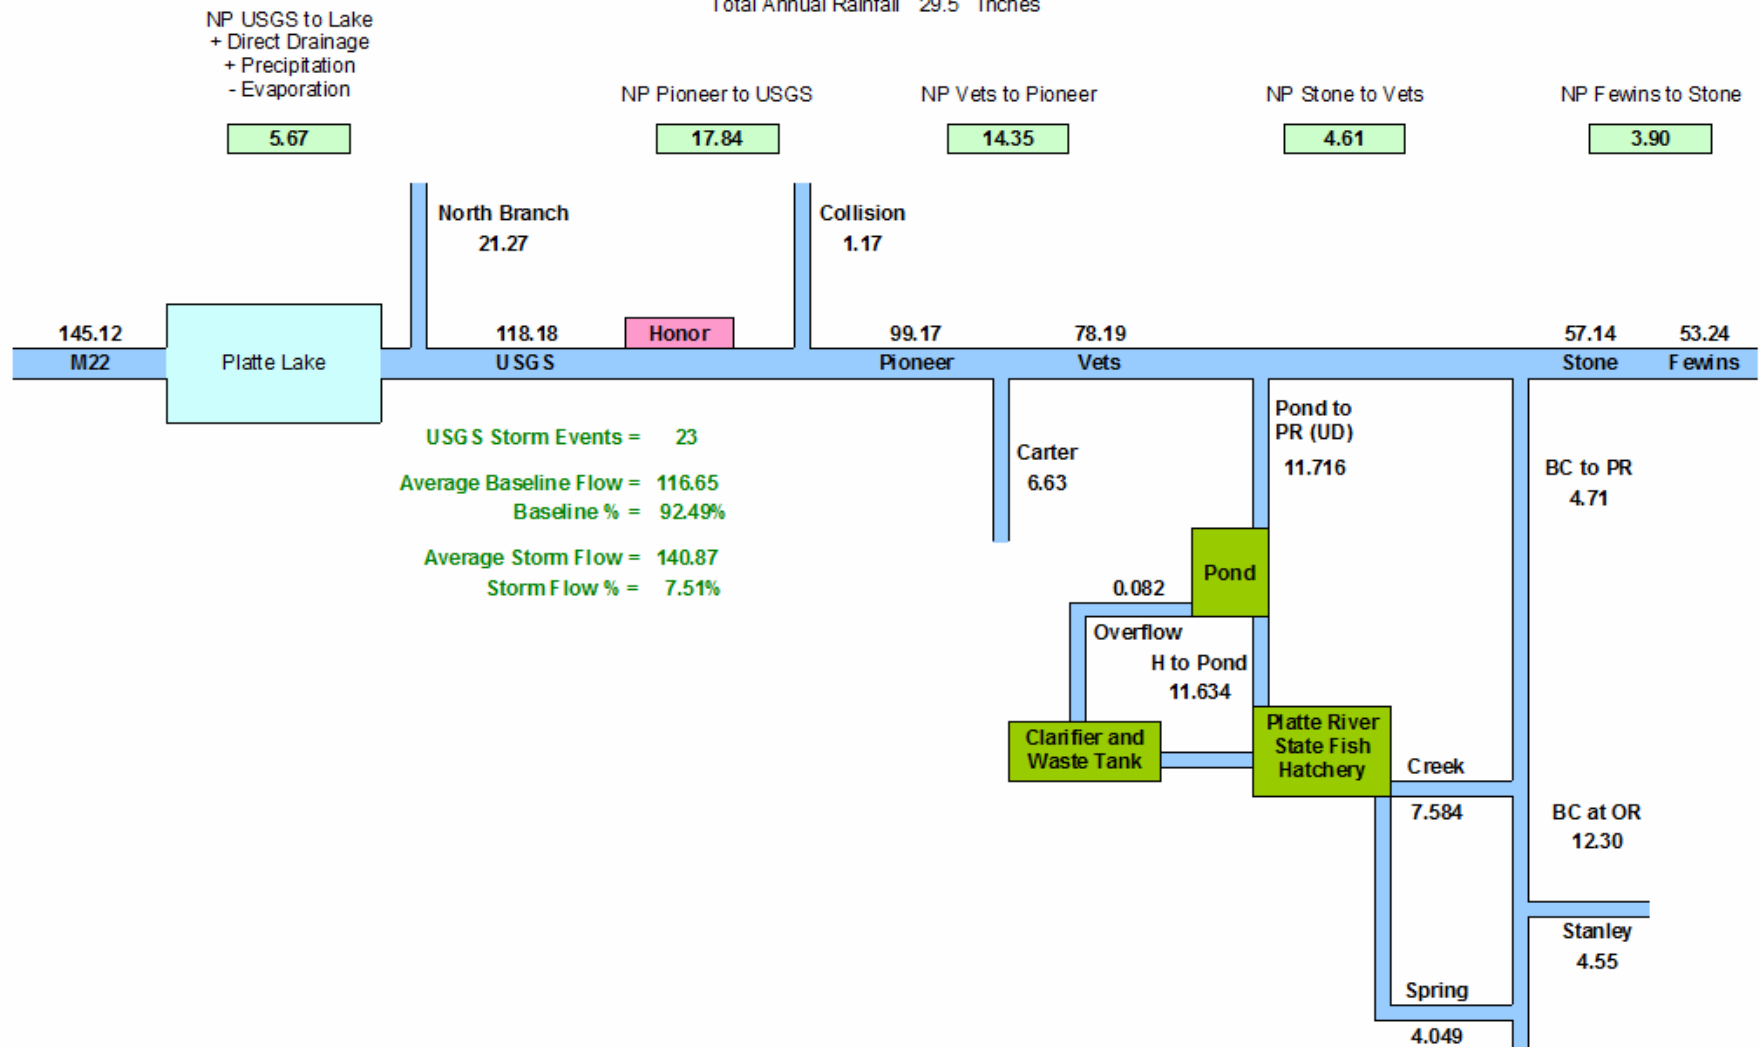 Total Annual Rainfall 29.5 Inches
NP USGS to Lake
+ Direct Drainage
+ Precipitation
- Evaporation
5.67
NP Pioneer to USGS
17.84
NP Vets to Pioneer
14.35
NP Stone to Vets
4.61
NP Fewins to Stone
3.90
North Branch
21.27
Collision
1.17
145.12
M22
Platte Lake
118.18
USGS
Honor
99.17
Pioneer
78.19
Vets
57.14
Stone
53.24
Fewins
USGS Storm Events = 23
Average Baseline Flow = 116.65
Baseline % = 92.49%
Average Storm Flow = 140.87
Storm Flow % = 7.51%
Carter
6.63
Pond to
PR (UD)
11.716
BC to PR
4.71
Pond
0.082
Overflow
H to Pond
11.634
Clarifier and
Waste Tank
Platte River
State Fish
Hatchery
Creek
7.584
BC at OR
12.30
Stanley
4.55
Spring
4.049